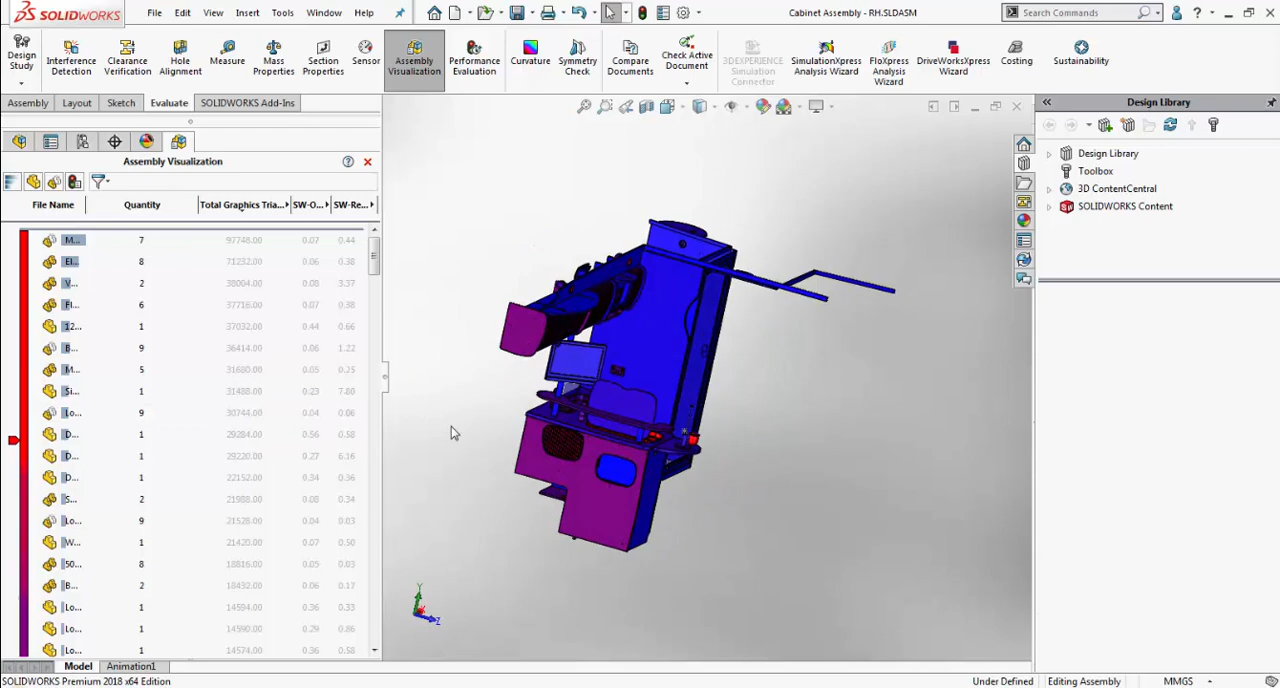 SOLIDWORKS File Edit View Insert Tools Window Help Cabinet Assembly - RH.SLDASM Search Commands
Design Study Interference Detection Clearance Verification Hole Alignment Measure Mass Properties Section Properties Sensor Assembly Visualization Performance Evaluation Curvature Symmetry Check Compare Documents Check Active Document 3DEXPERIENCE Simulation Connector SimulationXpress Analysis Wizard FloXpress Analysis Wizard DriveWorksXpress Wizard Costing Sustainability
Assembly Layout Sketch Evaluate SOLIDWORKS Add-Ins
Design Library
Assembly Visualization
File Name Quantity Total Graphics Tria... SW-O... SW-Re...
M... 7 97748.00 0.07 0.44
El... 8 71232.00 0.06 0.38
V... 2 38064.00 0.08 3.37
Fl... 6 37716.00 0.07 0.38
12... 1 37032.00 0.44 0.66
B... 9 36414.00 0.06 1.22
M... 5 31680.00 0.05 0.25
Si... 1 31488.00 0.23 7.80
Lo... 9 30744.00 0.04 0.06
D... 1 29284.00 0.56 0.58
D... 1 29220.00 0.27 6.16
D... 1 22152.00 0.34 0.36
S... 2 21988.00 0.08 0.34
Lo... 9 21528.00 0.04 0.03
W... 1 21420.00 0.07 0.50
50... 8 18816.00 0.05 0.03
B... 2 18432.00 0.06 0.17
Lo... 1 14594.00 0.36 0.33
Lo... 1 14590.00 0.29 0.86
Lo... 1 14574.00 0.36 0.58
Design Library
Toolbox
3D ContentCentral
SOLIDWORKS Content
Y
Z
Model Animation1
SOLIDWORKS Premium 2018 x64 Edition Under Defined Editing Assembly MMGS